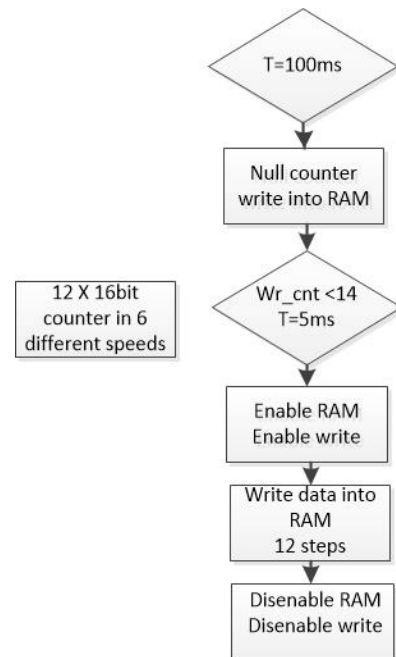 T=100ms
Null counter
write into RAM
12 X 16bit
counter in 6
different speeds
Wr_cnt <14
T=5ms
Enable RAM
Enable write
Write data into
RAM
12 steps
Disenable RAM
Disenable write